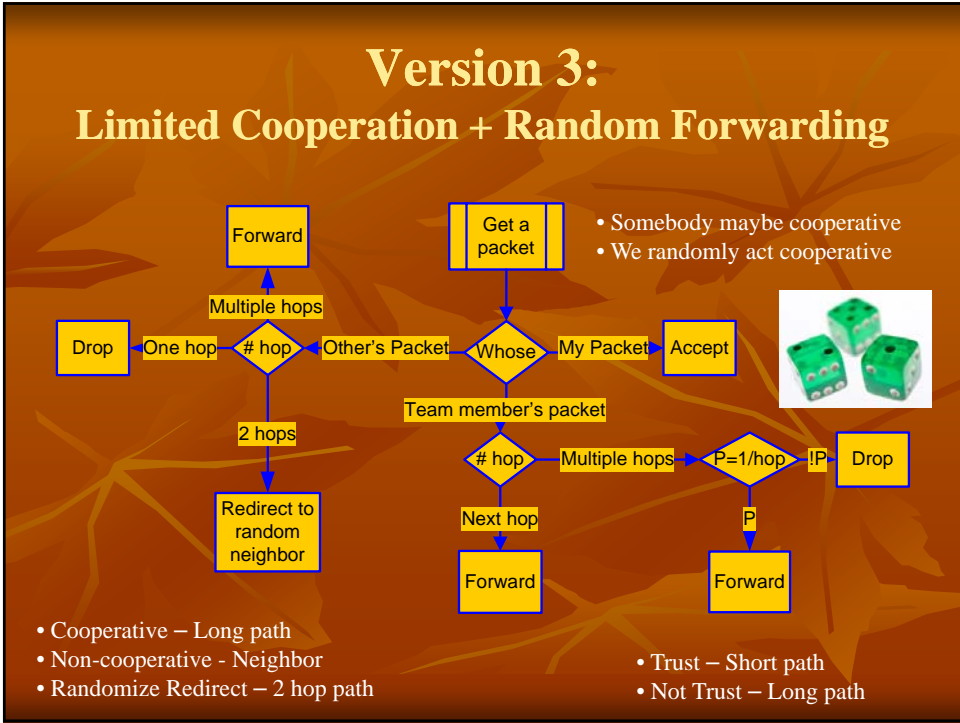 Version 3:
Limited Cooperation + Random Forwarding
Forward
Get a
packet
• Somebody maybe cooperative
• We randomly act cooperative
Multiple hops
Drop
One hop
# hop
Other's Packet
Whose
My Packet
Accept
Team member's packet
2 hops
# hop
Multiple hops
P=1/hop
!P
Drop
Redirect to
random
neighbor
Next hop
P
Forward
Forward
• Cooperative – Long path
• Non-cooperative - Neighbor
• Randomize Redirect – 2 hop path
• Trust – Short path
• Not Trust – Long path